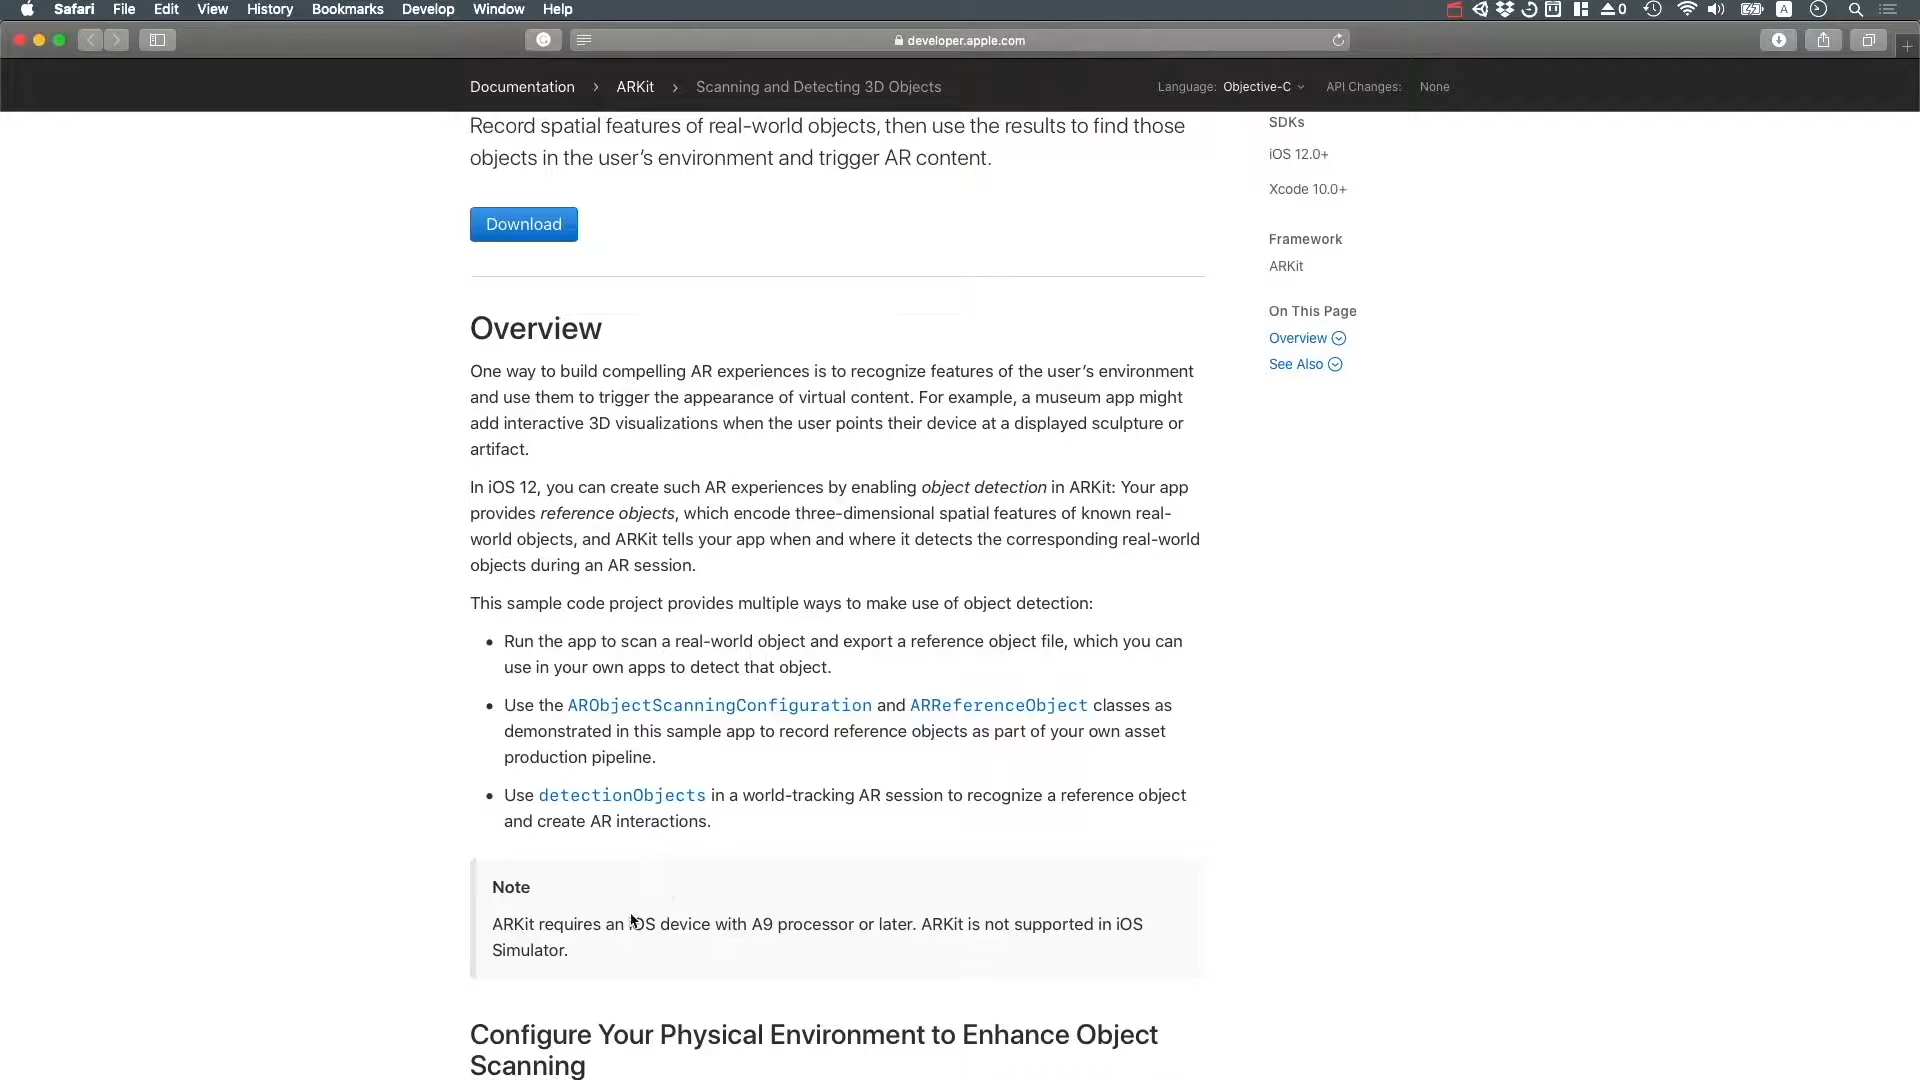 Safari File Edit View History Bookmarks Develop Window Help
0
A
developer.apple.com
Documentation > ARKit > Scanning and Detecting 3D Objects
Language: Objective-C API Changes: None
Record spatial features of real-world objects, then use the results to find those
objects in the user’s environment and trigger AR content.
Download
Overview
One way to build compelling AR experiences is to recognize features of the user’s environment
and use them to trigger the appearance of virtual content. For example, a museum app might
add interactive 3D visualizations when the user points their device at a displayed sculpture or
artifact.
In iOS 12, you can create such AR experiences by enabling object detection in ARKit: Your app
provides reference objects, which encode three-dimensional spatial features of known real-
world objects, and ARKit tells your app when and where it detects the corresponding real-world
objects during an AR session.
This sample code project provides multiple ways to make use of object detection:
• Run the app to scan a real-world object and export a reference object file, which you can
use in your own apps to detect that object.
• Use the ARObjectScanningConfiguration and ARReferenceObject classes as
demonstrated in this sample app to record reference objects as part of your own asset
production pipeline.
• Use detectionObjects in a world-tracking AR session to recognize a reference object
and create AR interactions.
Note
ARKit requires an iOS device with A9 processor or later. ARKit is not supported in iOS
Simulator.
Configure Your Physical Environment to Enhance Object
Scanning
SDKs
iOS 12.0+
Xcode 10.0+
Framework
ARKit
On This Page
Overview
See Also